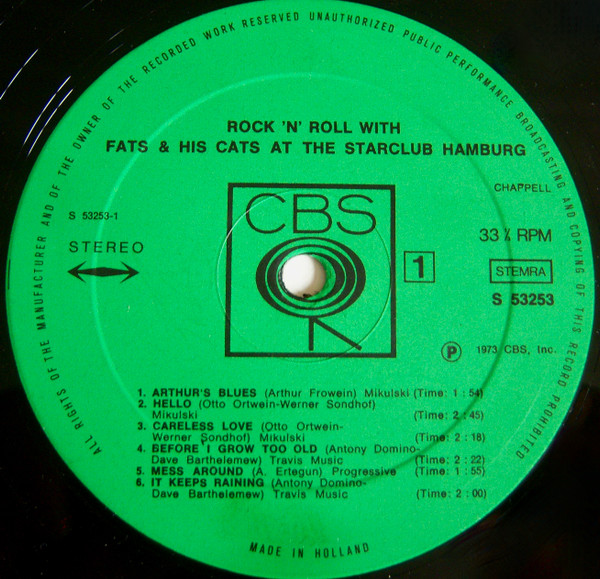 ALL RIGHTS OF THE MANUFACTURER AND OF THE OWNER OF THE RECORDED WORK RESERVED UNAUTHORIZED PUBLIC PERFORMANCE BROADCASTING AND COPYING OF THIS RECORD PROHIBITED
ROCK 'N' ROLL WITH
FATS & HIS CATS AT THE STARCLUB HAMBURG
CHAPPELL
CBS
S 53253-1
STEREO
33⅓ RPM
1
STEMRA
S 53253
Ⓟ 1973 CBS, Inc.
1. ARTHUR'S BLUES (Arthur Frowein) Mikulski (Time: 1:54)
2. HELLO (Otto Ortwein-Werner Sondhof)
Mikulski (Time: 2:45)
3. CARELESS LOVE (Otto Ortwein-
Werner Sondhof) Mikulski (Time: 2:18)
4. BEFORE I GROW TOO OLD (Antony Domino-
Dave Barthelemew) Travis Music (Time: 2:22)
5. MESS AROUND (A. Ertegun) Progressive (Time: 1:55)
6. IT KEEPS RAINING (Antony Domino-
Dave Barthelemew) Travis Music (Time: 2:00)
MADE IN HOLLAND